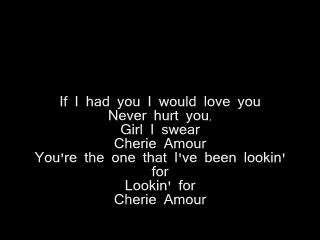 If I had you I would love you
Never hurt you,
Girl I swear
Cherie Amour
You're the one that I've been lookin'
for
Lookin' for
Cherie Amour